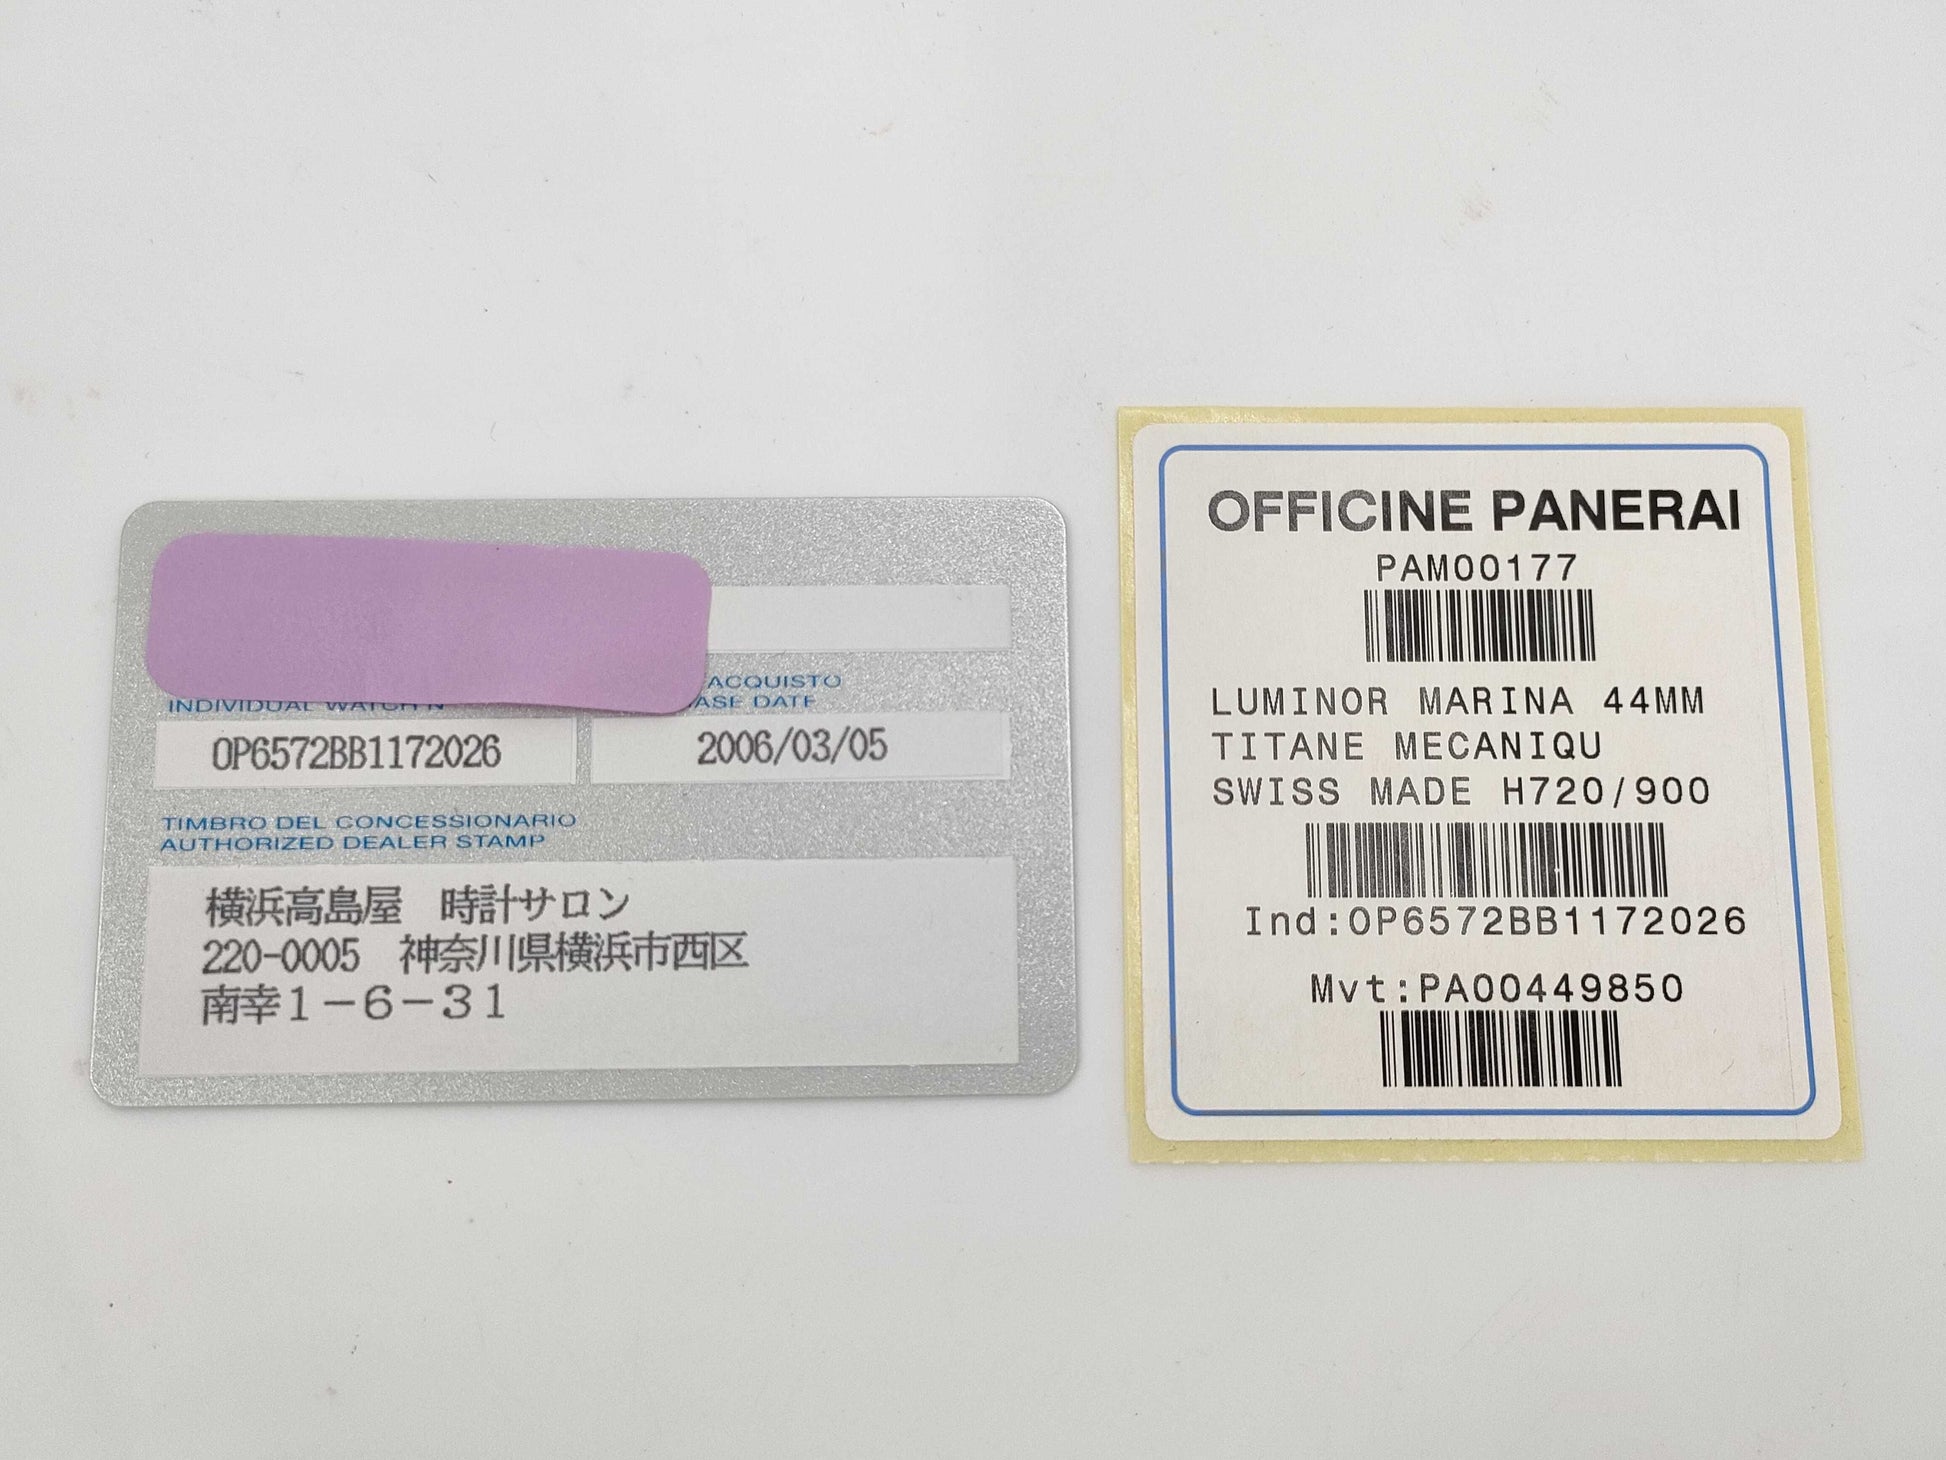 ACQUISTO
INDIVIDUAL WATCH N
ASE DATE
OP6572BB1172026
2006/03/05
TIMBRO DEL CONCESSIONARIO
AUTHORIZED DEALER STAMP
横浜高島屋 時計サロン
220-0005 神奈川県横浜市西区
南幸1-6-31
OFFICINE PANERAI
PAM00177
LUMINOR MARINA 44MM
TITANE MECANIQU
SWISS MADE H720/900
Ind:OP6572BB1172026
Mvt:PA00449850